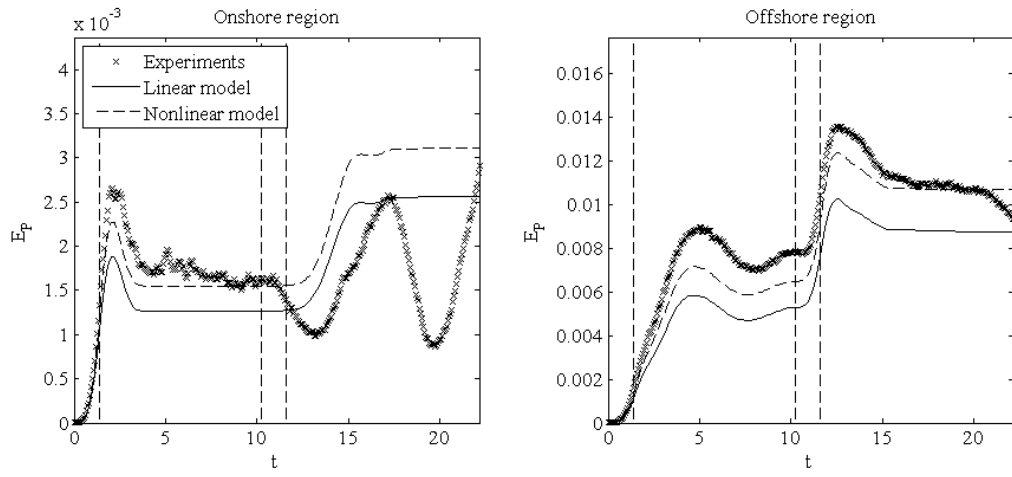 Onshore region
x 10^-3
4
3.5
3
2.5
2
1.5
1
0.5
0
E_P
Experiments
Linear model
Nonlinear model
0 5 10 15 20
t
Offshore region
0.016
0.014
0.012
0.01
0.008
0.006
0.004
0.002
0
E_P
0 5 10 15 20
t